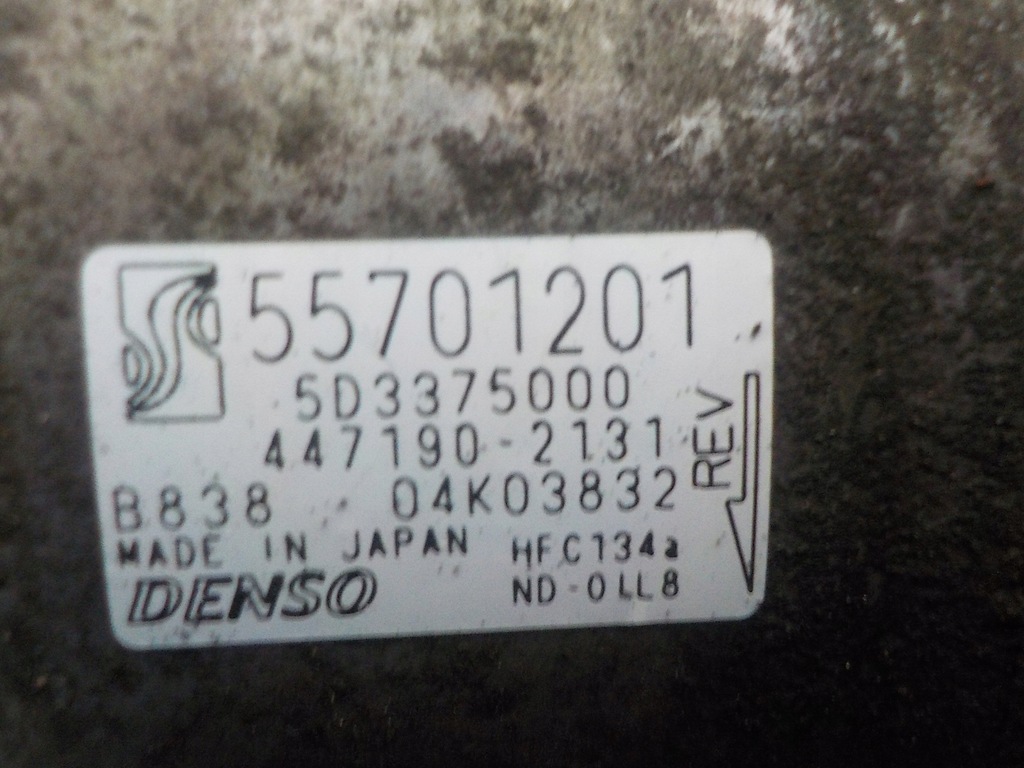 55701201
5D3375000
447190-2131
B838 04K03832
MADE IN JAPAN HFC134a
DENSO ND-OLL8
REV